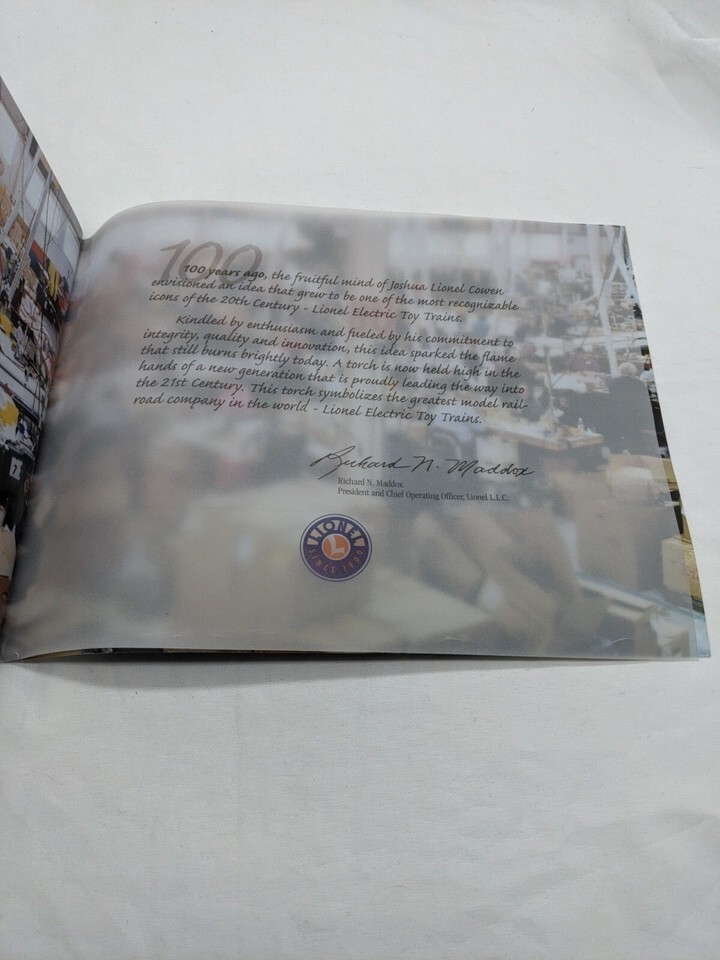 100
100 years ago, the fruitful mind of Joshua Lionel Cowen
envisioned an idea that grew to be one of the most recognizable
icons of the 20th Century - Lionel Electric Toy Trains.
Kindled by enthusiasm and fueled by his commitment to
integrity, quality and innovation, this idea sparked the flame
that still burns brightly today. A torch is now held high in the
hands of a new generation that is proudly leading the way into
the 21st Century. This torch symbolizes the greatest model rail-
road company in the world - Lionel Electric Toy Trains.
Richard N. Maddox
Richard N. Maddox
President and Chief Operating Officer, Lionel L.L.C.
LIONEL
L
SINCE 1900